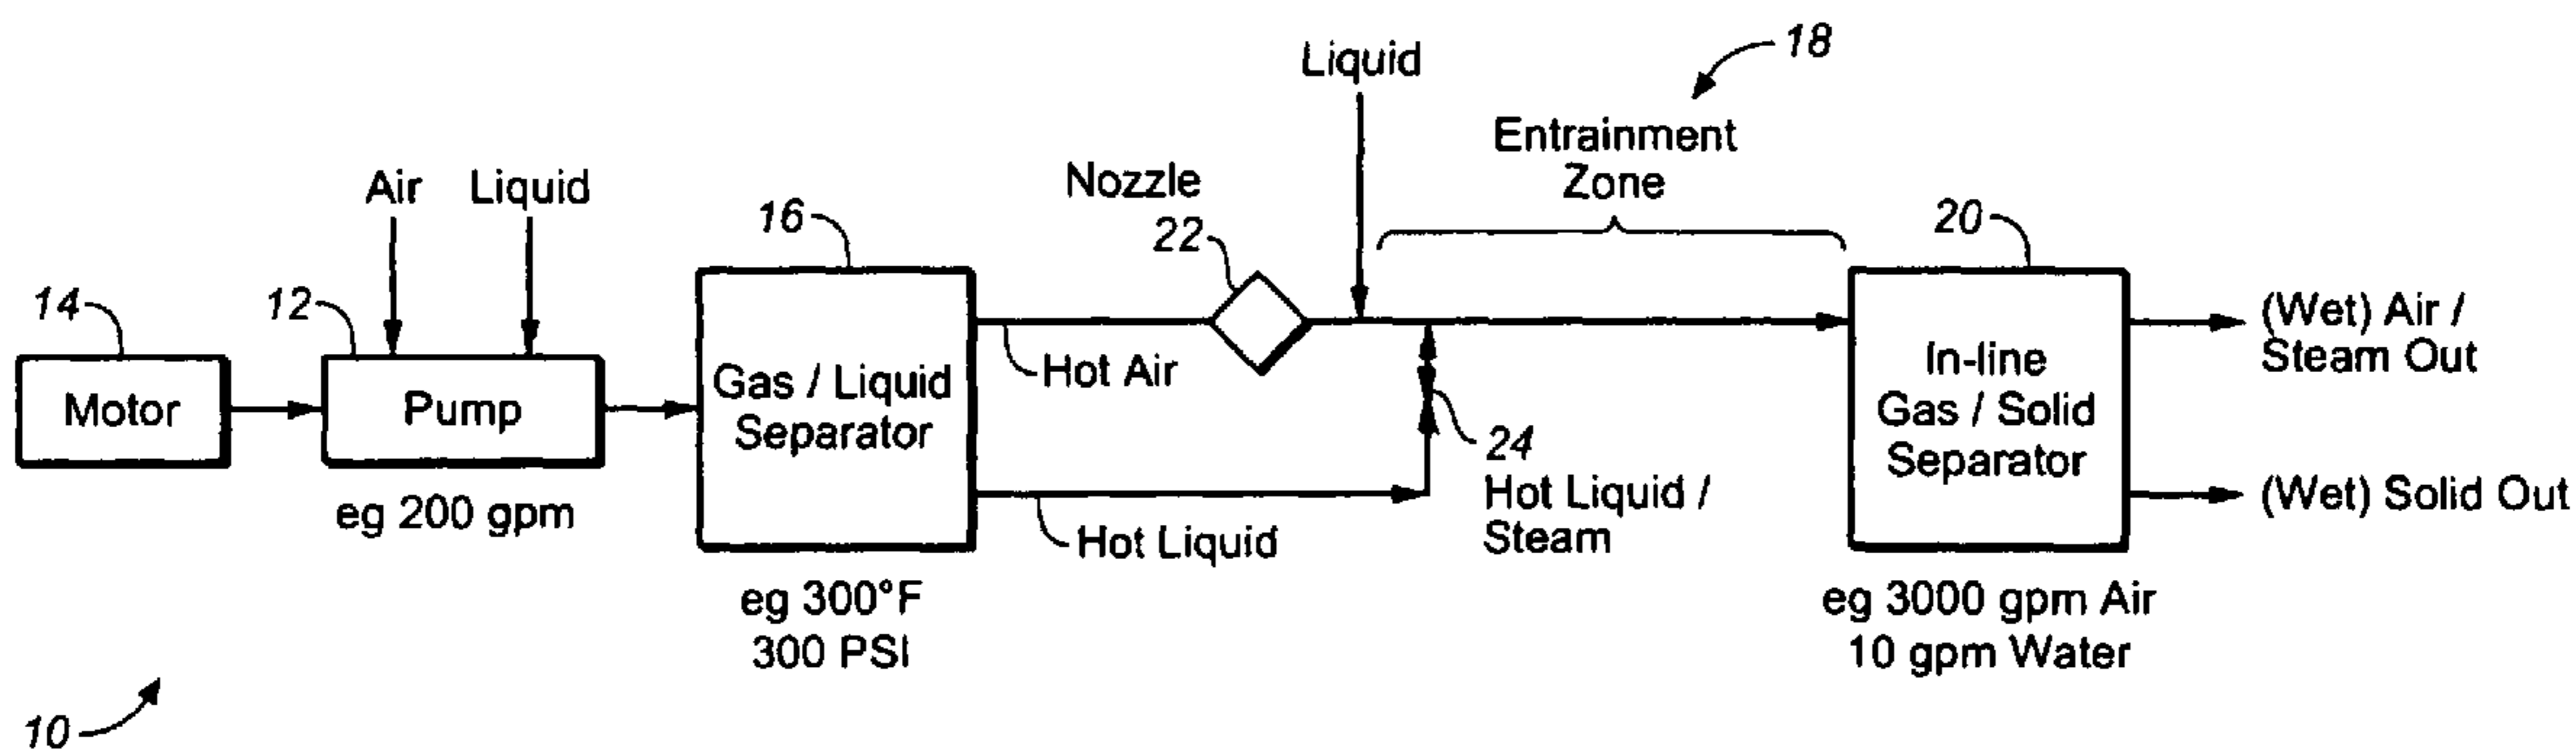 18
Liquid
Entrainment
Zone
Nozzle
22
Air
Liquid
16
20
14
12
(Wet) Air /
Steam Out
Hot Air
In-line
Gas / Solid
Separator
Gas / Liquid
Separator
Motor
Pump
24
Hot Liquid /
Steam
(Wet) Solid Out
eg 200 gpm
Hot Liquid
eg 300°F
300 PSI
eg 3000 gpm Air
10 gpm Water
10